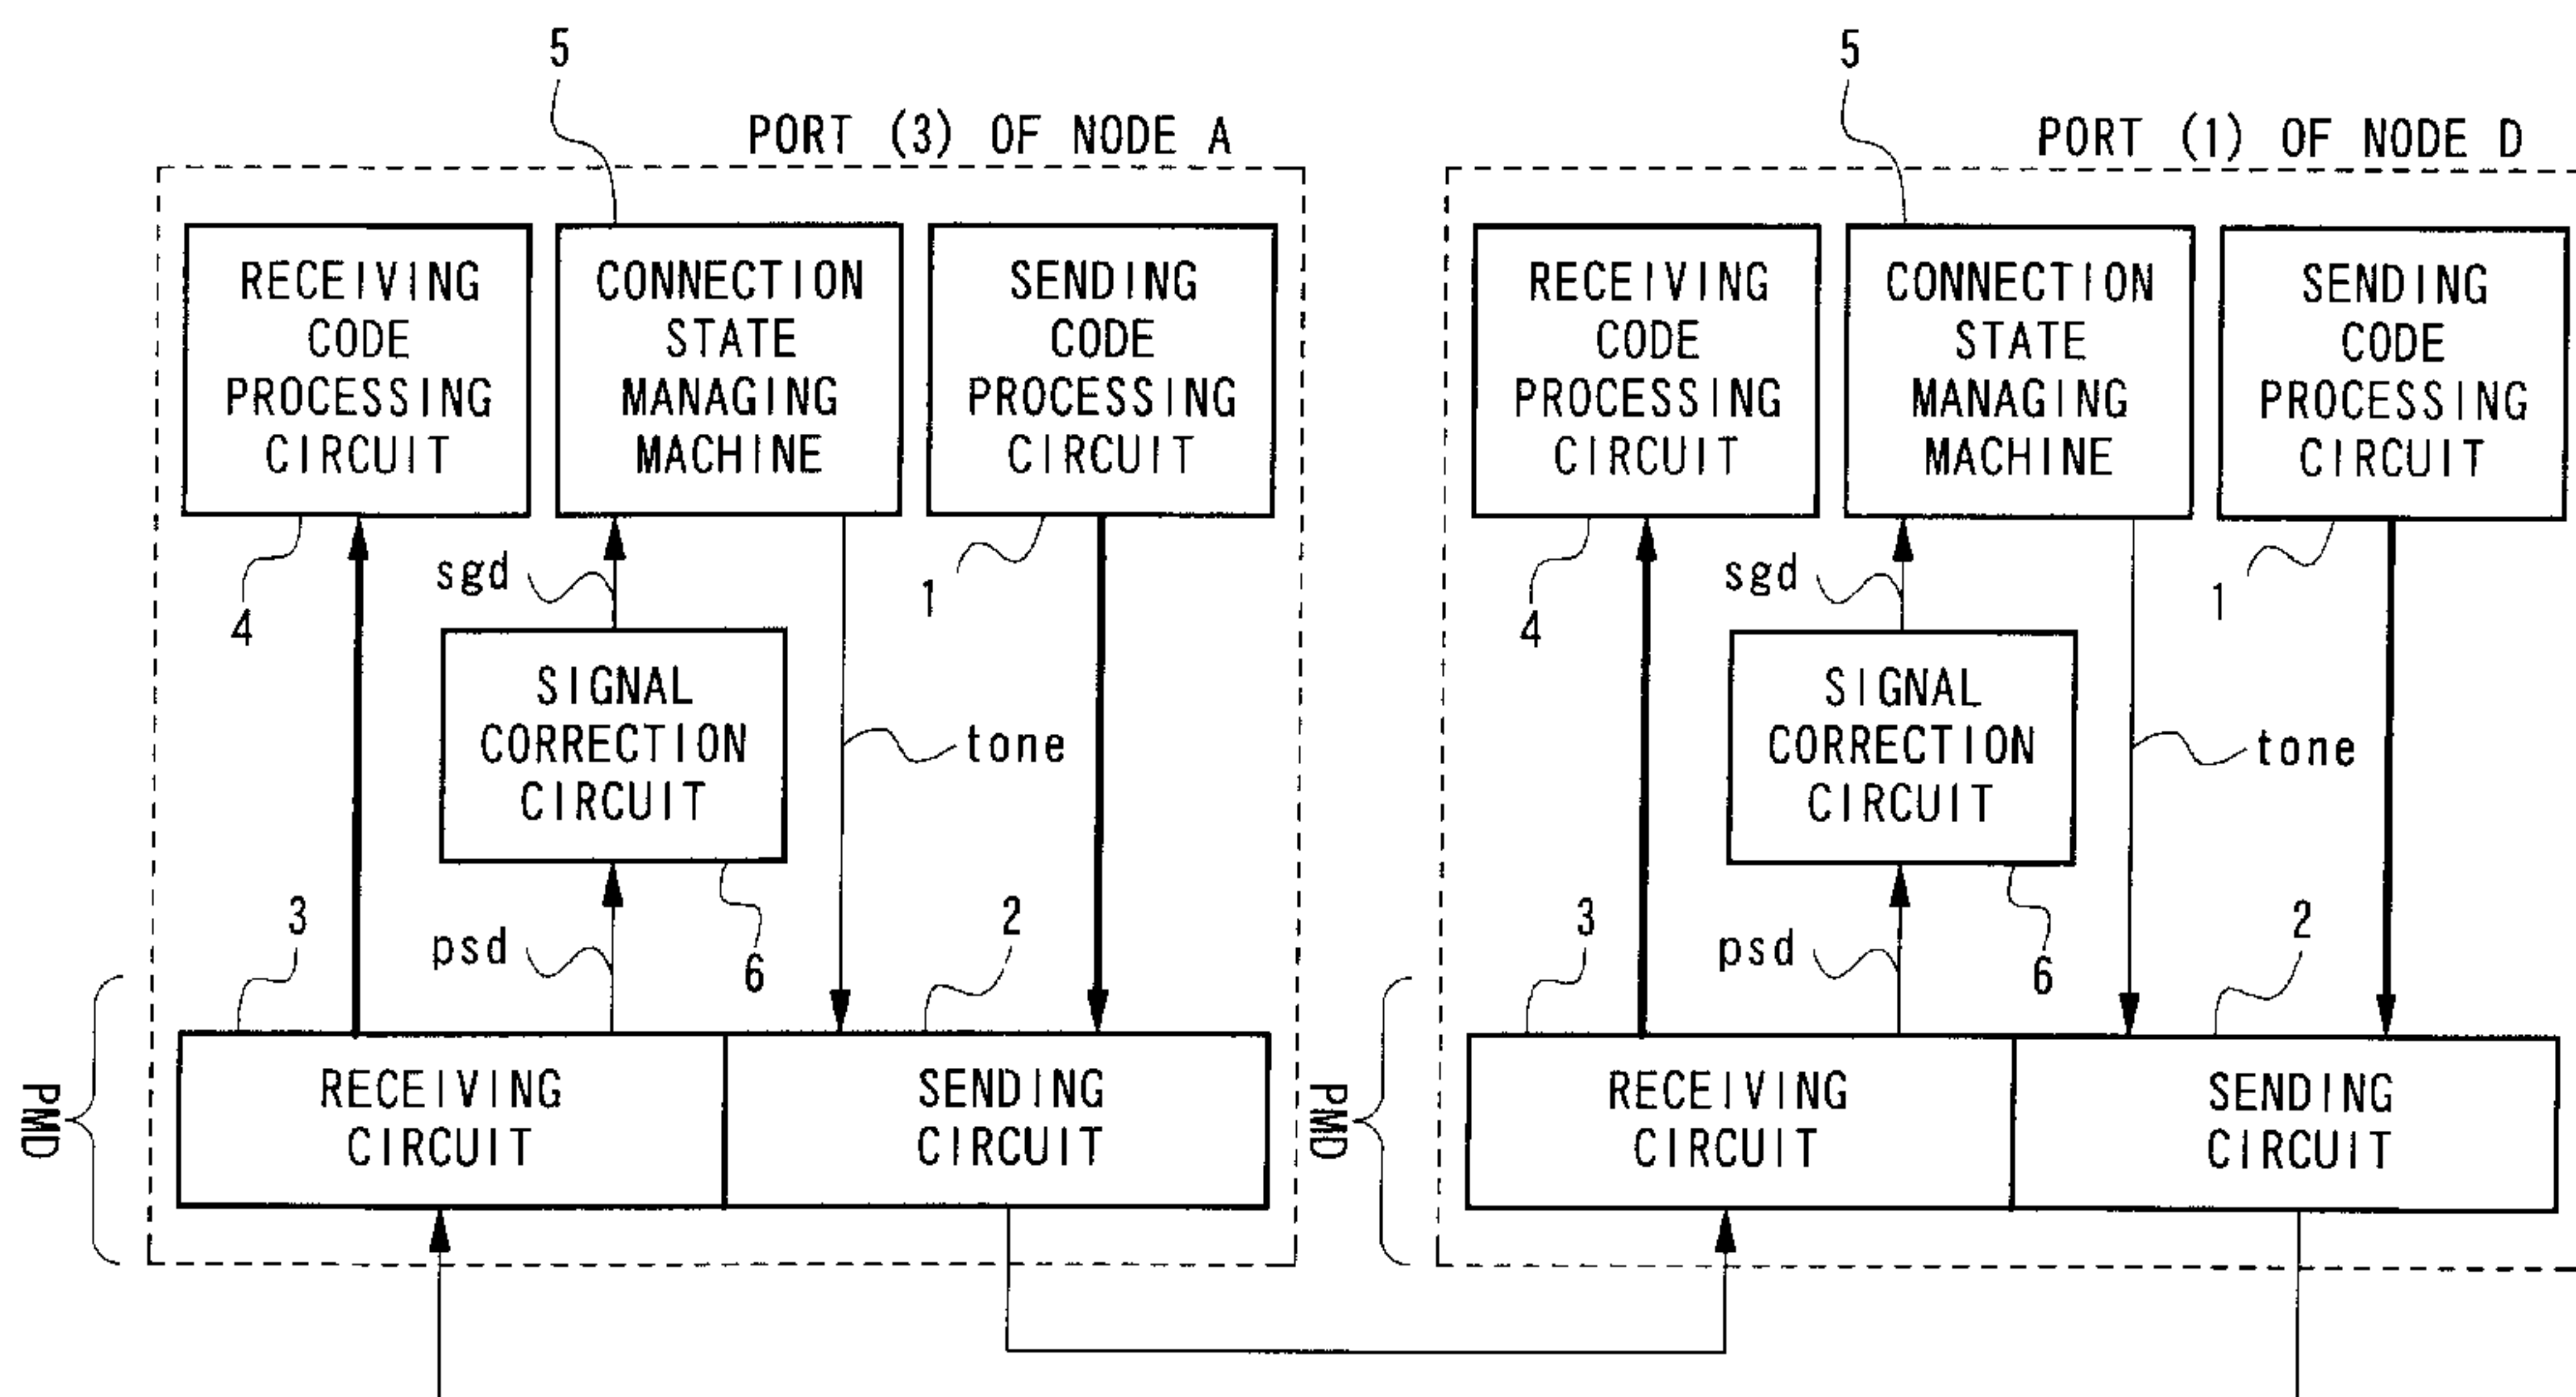 5
5
PORT (3) OF NODE A
PORT (1) OF NODE D
RECEIVING
CODE
PROCESSING
CIRCUIT
CONNECTION
STATE
MANAGING
MACHINE
SENDING
CODE
PROCESSING
CIRCUIT
RECEIVING
CODE
PROCESSING
CIRCUIT
CONNECTION
STATE
MANAGING
MACHINE
SENDING
CODE
PROCESSING
CIRCUIT
4
sgd
1
4
sgd
1
SIGNAL
CORRECTION
CIRCUIT
tone
SIGNAL
CORRECTION
CIRCUIT
tone
3
psd
6
2
3
psd
6
2
PMD
RECEIVING
CIRCUIT
SENDING
CIRCUIT
PMD
RECEIVING
CIRCUIT
SENDING
CIRCUIT